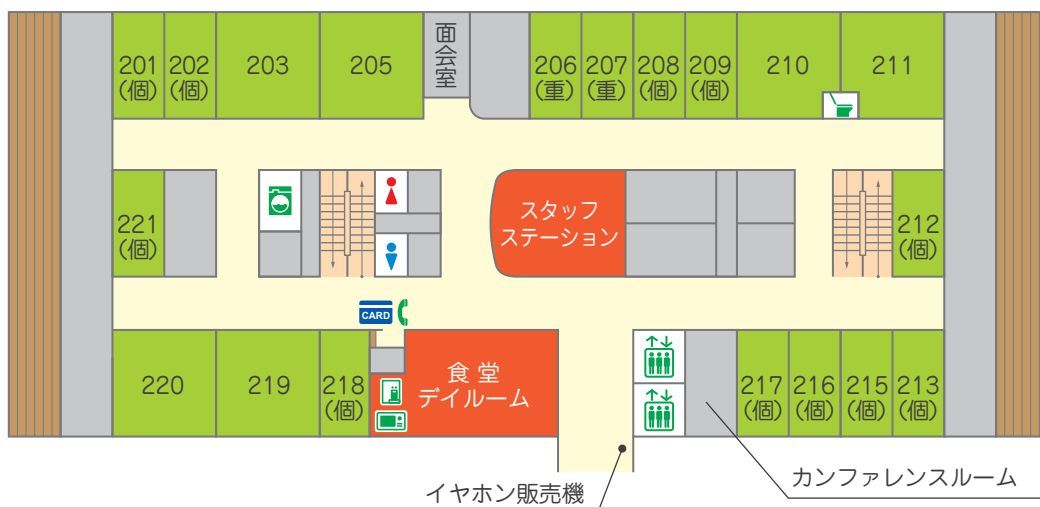 201
(個)
202
(個)
203
205
面会室
206
(重)
207
(重)
208
(個)
209
(個)
210
211
221
(個)
スタッフ
ステーション
212
(個)
CARD
220
219
218
(個)
食堂
デイルーム
217
(個)
216
(個)
215
(個)
213
(個)
イヤホン販売機
カンファレンスルーム